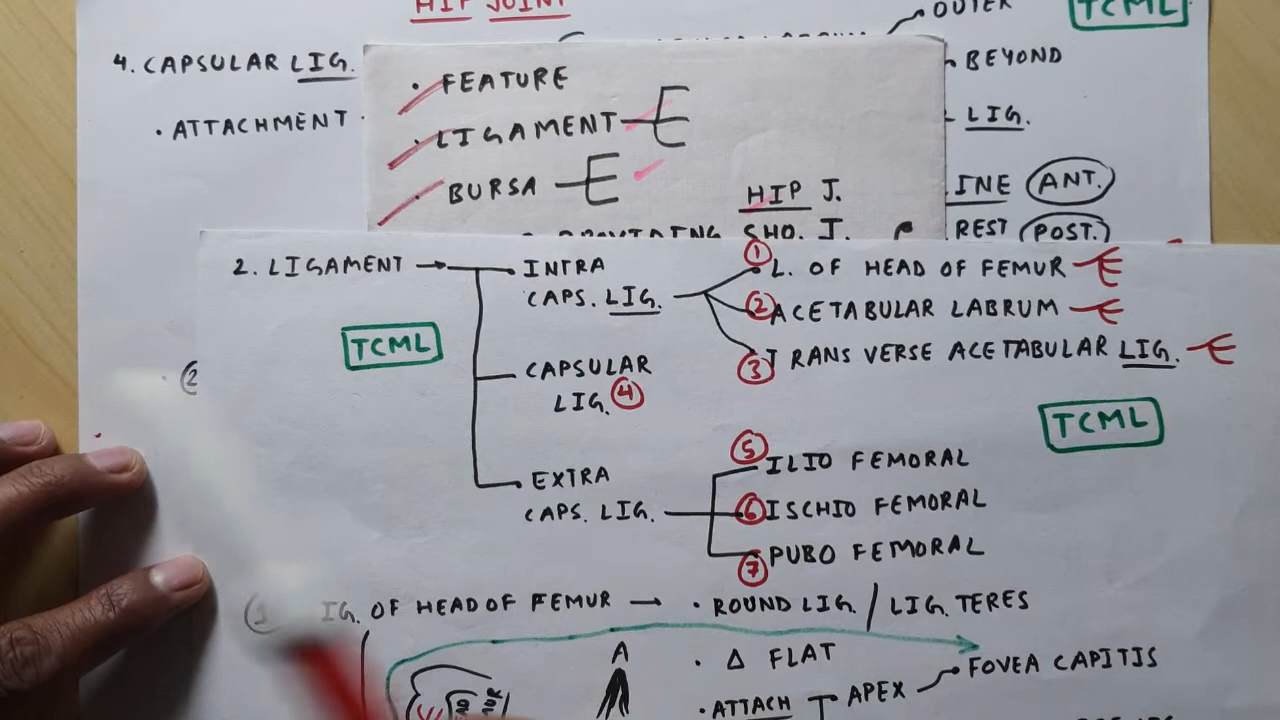 HIP JOINT
TCML
OUTER
4. CAPSULAR LIG.
BEYOND
• ATTACHMENT
LIG.
INE (ANT.)
REST (POST.)
• FEATURE
• LIGAMENT
• BURSA
HIP J.
SHO. J.
2. LIGAMENT → • INTRA CAPS. LIG.
① L. OF HEAD OF FEMUR
② ACETABULAR LABRUM
③ TRANSVERSE ACETABULAR LIG.
TCML
CAPSULAR LIG. ④
TCML
EXTRA CAPS. LIG.
⑤ ILIO FEMORAL
⑥ ISCHIO FEMORAL
⑦ PUBO FEMORAL
IG. OF HEAD OF FEMUR → • ROUND LIG. / LIG. TERES
A
• Δ FLAT
• ATTACH
APEX
FOVEA CAPITIS